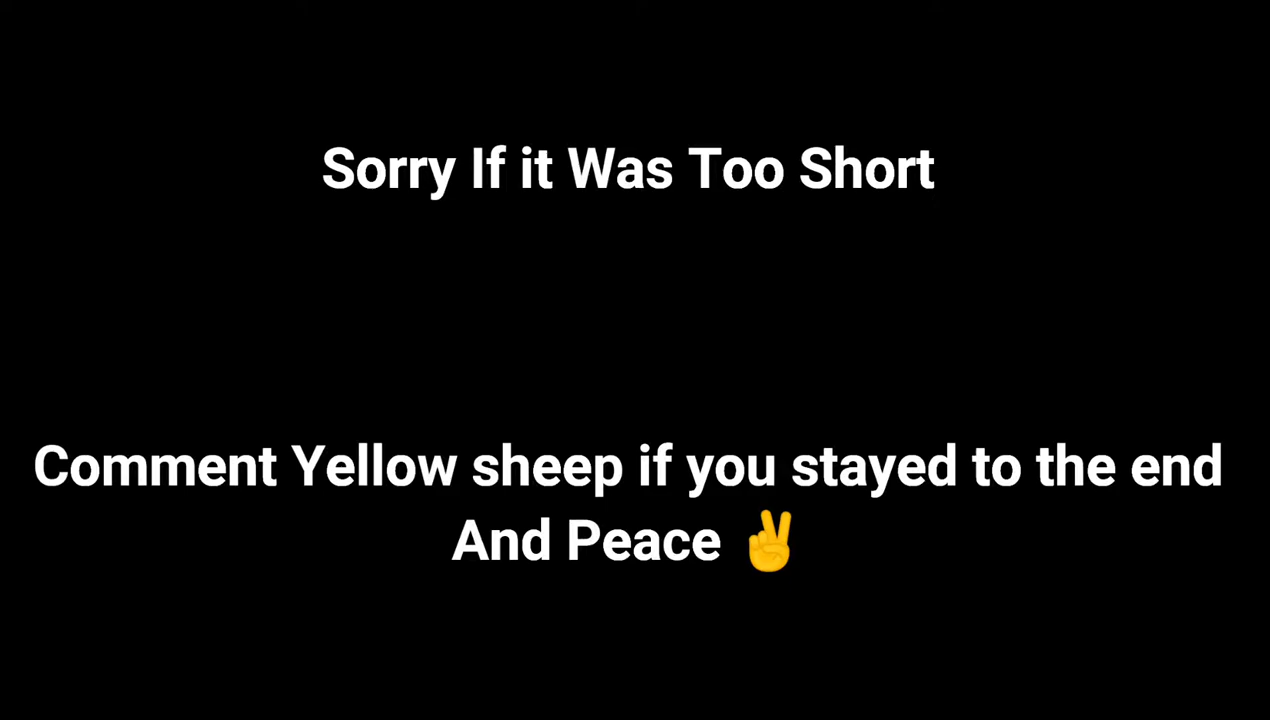 Sorry If it Was Too Short
Comment Yellow sheep if you stayed to the end
And Peace ✌️